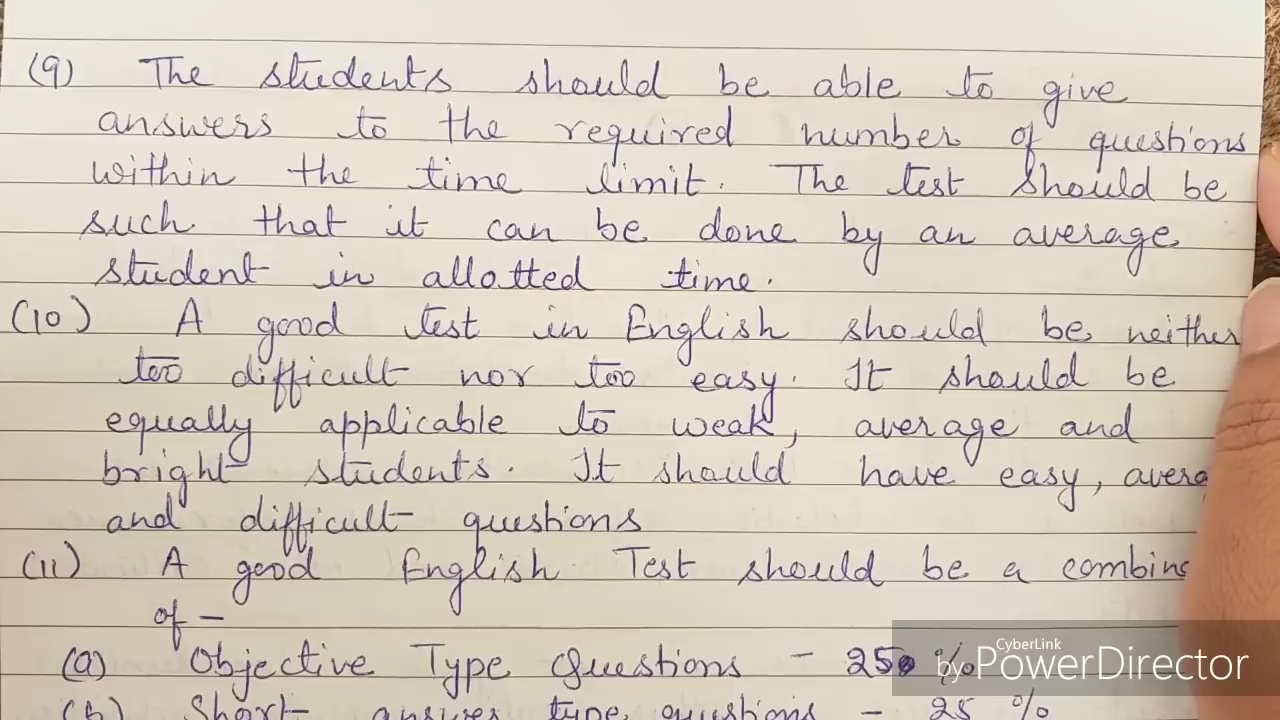 (9) The students should be able to give
answers to the required number of questions
within the time limit. The test should be
such that it can be done by an average
student in allotted time.
(10) A good test in English should be neither
too difficult nor too easy. It should be
equally applicable to weak, average and
bright students. It should have easy,
and difficult questions
(11) A good English Test should be a
of -
(a) Objective Type Questions - 25 %
(b) Short answer type questions - 25 %
CyberLink
by PowerDirector